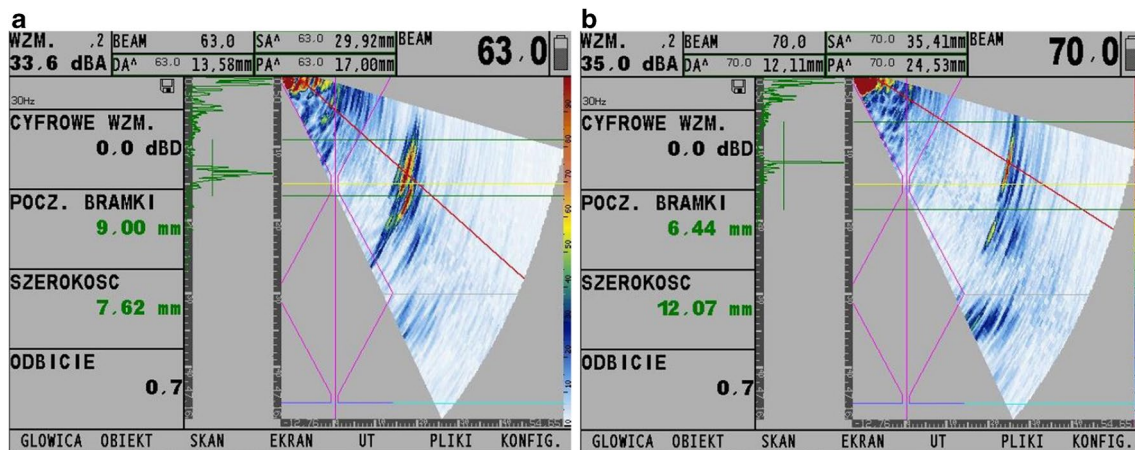 a
WZM. ,2
33.6 dBA
BEAM 63,0
SA^ 63.0 29,92mm
DA^ 63.0 13,58mm
PA^ 63.0 17,00mm
BEAM 63,0
30Hz
CYFROWE WZM.
0.0 dBD
POCZ. BRAMKI
9.00 mm
SZEROKOSC
7.62 mm
ODBICIE
0.7
GLOWICA OBIEKT SKAN EKRAN UT PLIKI KONFIG.
b
WZM. ,2
35.0 dBA
BEAM 70,0
SA^ 70.0 35,41mm
DA^ 70.0 12,11mm
PA^ 70.0 24,53mm
BEAM 70,0
30Hz
CYFROWE WZM.
0.0 dBD
POCZ. BRAMKI
6.44 mm
SZEROKOSC
12.07 mm
ODBICIE
0.7
GLOWICA OBIEKT SKAN EKRAN UT PLIKI KONFIG.